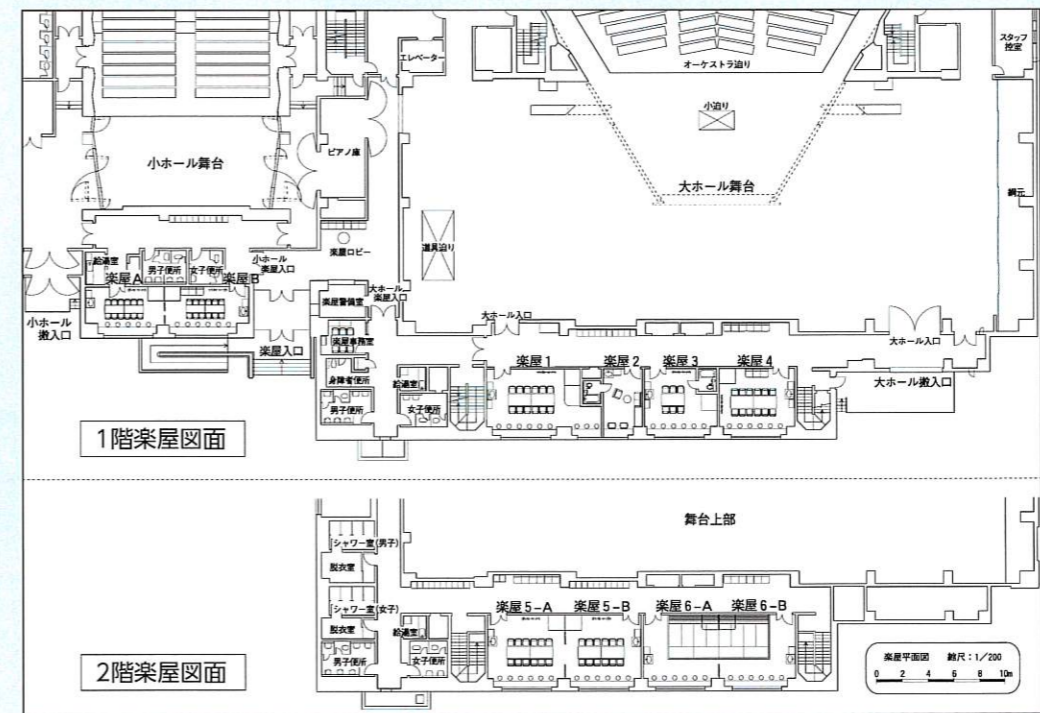 スタッフ
控室
エレベーター
オーケストラ迫り
小迫り
ピアノ庫
小ホール舞台
大ホール舞台
綱元
道具迫り
楽屋ロビー
給湯室
男子便所
女子便所
小ホール
楽屋入口
楽屋A
楽屋B
大ホール
楽屋入口
楽屋警備室
小ホール
搬入口
楽屋入口
楽屋事務室
大ホール入口
大ホール入口
楽屋1
楽屋2
楽屋3
楽屋4
身障者便所
給湯室
大ホール搬入口
男子便所
女子便所
1階楽屋図面
舞台上部
シャワー室(男子)
脱衣室
シャワー室(女子)
脱衣室
楽屋5-A
楽屋5-B
楽屋6-A
楽屋6-B
給湯室
男子便所
女子便所
2階楽屋図面
楽屋平面図 縮尺:1/200
0 2 4 6 8 10m